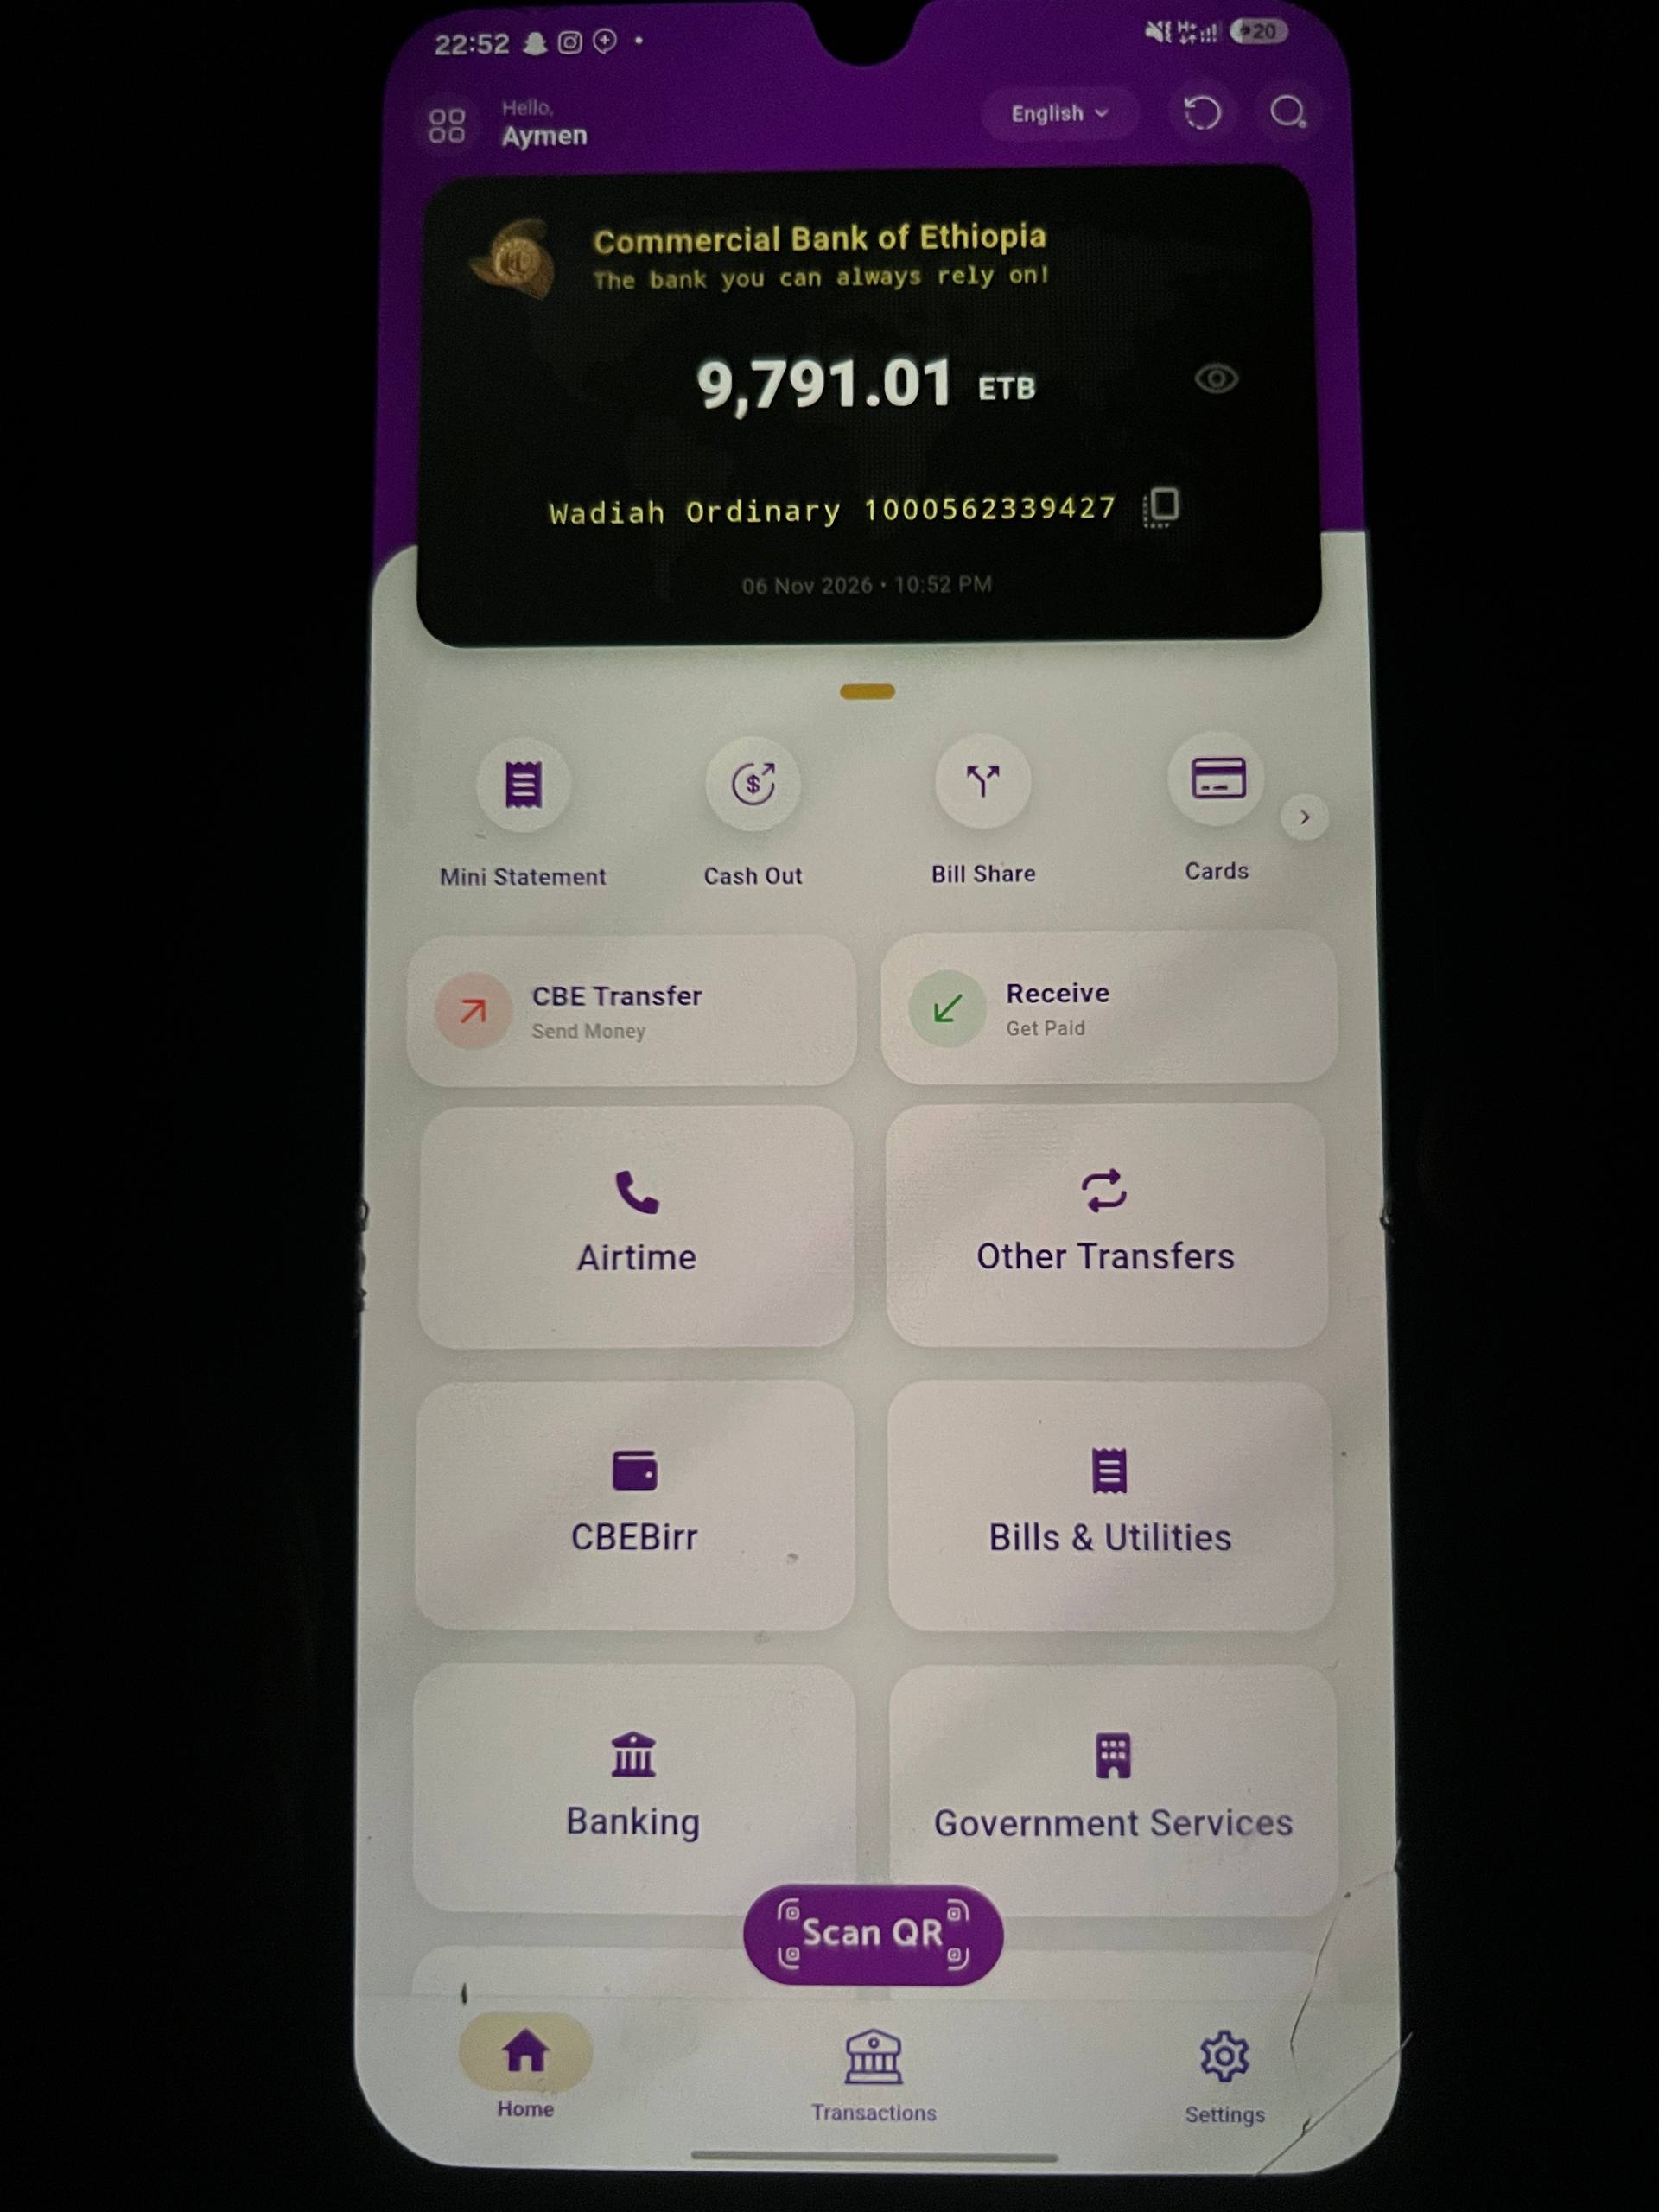 22:52
20
Hello,
Aymen
English
Commercial Bank of Ethiopia
The bank you can always rely on!
9,791.01 ETB
Wadiah Ordinary 1000562339427
06 Nov 2026 • 10:52 PM
Mini Statement
Cash Out
Bill Share
Cards
CBE Transfer
Send Money
Receive
Get Paid
Airtime
Other Transfers
CBEBirr
Bills & Utilities
Banking
Government Services
Scan QR
Home
Transactions
Settings